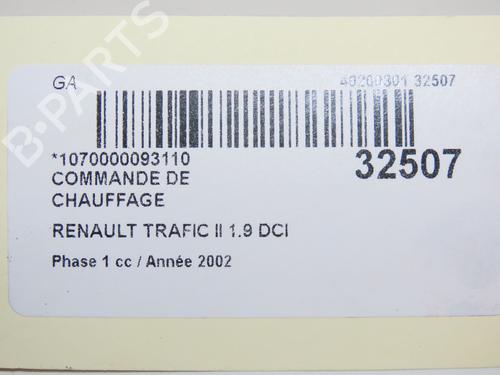 GA
40200301 32507
*1070000093110
32507
COMMANDE DE
CHAUFFAGE
RENAULT TRAFIC II 1.9 DCI
Phase 1 cc / Année 2002
B-PARTS